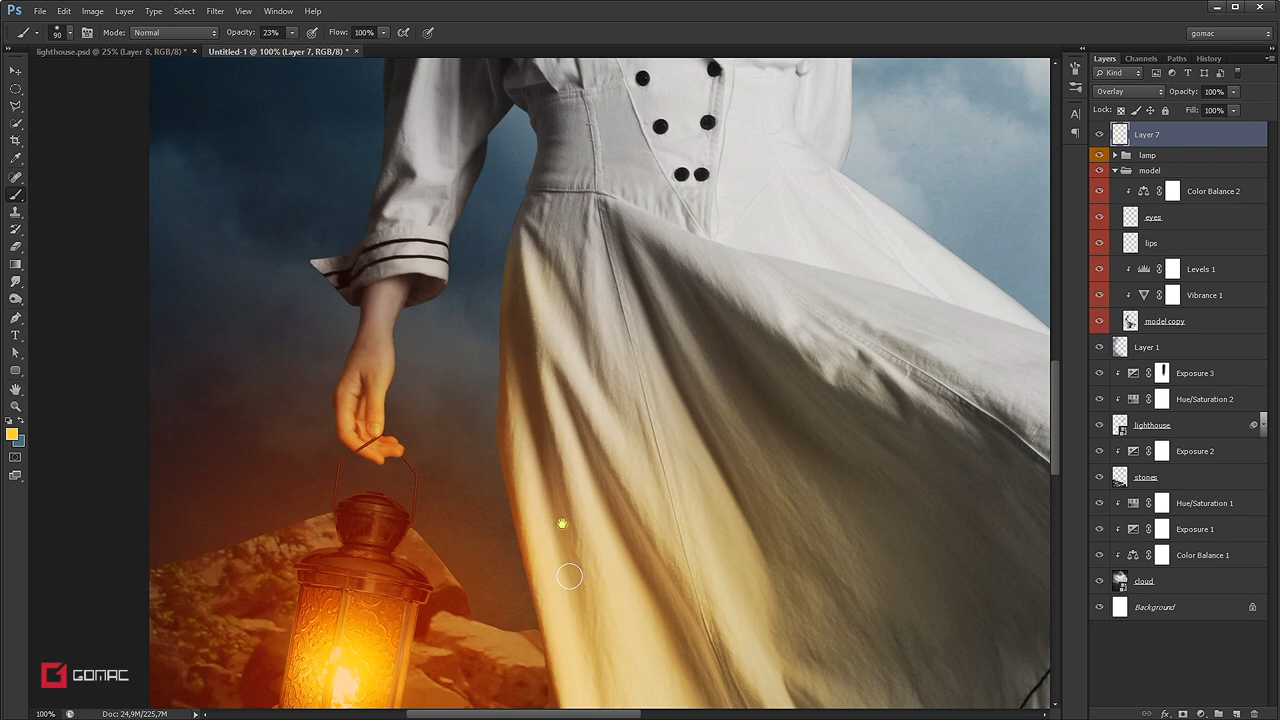 Ps File Edit Image Layer Type Select Filter View Window Help
90 Mode: Normal Opacity: 23% Flow: 100% gomac
lighthouse.psd @ 25% (Layer 8, RGB/8) * × Untitled-1 @ 100% (Layer 7, RGB/8) * ×
Layers Channels Paths History
Kind
Overlay Opacity: 100%
Lock: Fill: 100%
Layer 7
lamp
model
Color Balance 2
eyes
lips
Levels 1
Vibrance 1
model copy
Layer 1
Exposure 3
Hue/Saturation 2
lighthouse
Exposure 2
stones
Hue/Saturation 1
Exposure 1
Color Balance 1
cloud
Background
GOMAC
100% Doc: 24,9M/225,7M